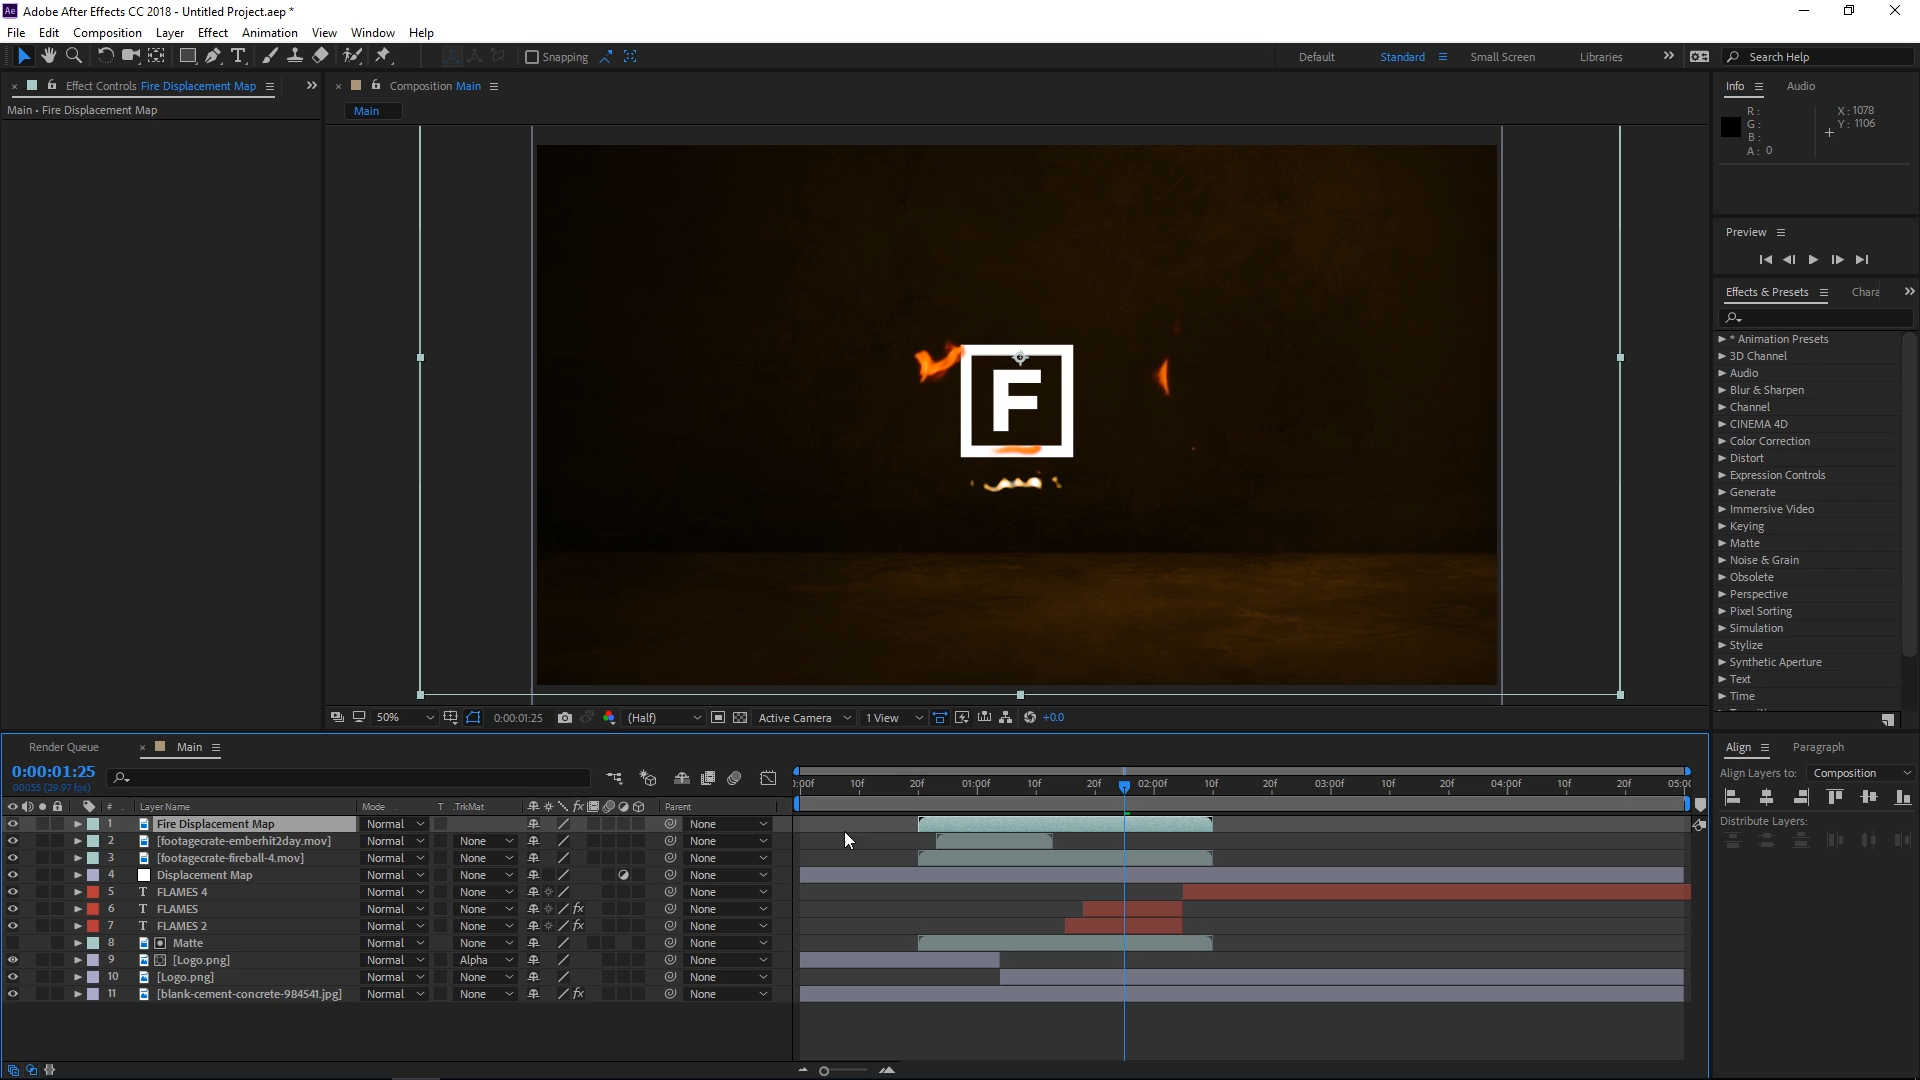 Ae Adobe After Effects CC 2018 - Untitled Project.aep *
File Edit Composition Layer Effect Animation View Window Help
Snapping Default Standard Small Screen Libraries Search Help
Effect Controls Fire Displacement Map
Main • Fire Displacement Map
Composition Main
Main
F
50% 0:00:01:25 (Half) Active Camera 1 View +0.0
Info Audio
R:
G:
B:
A: 0
X: 1078
Y: 1106
Preview
Effects & Presets Chara
* Animation Presets
3D Channel
Audio
Blur & Sharpen
Channel
CINEMA 4D
Color Correction
Distort
Expression Controls
Generate
Immersive Video
Keying
Matte
Noise & Grain
Obsolete
Perspective
Pixel Sorting
Simulation
Stylize
Synthetic Aperture
Text
Time
Render Queue Main
0:00:01:25
00055 (29.97 fps)
:00f 10f 20f 01:00f 10f 20f 02:00f 10f 20f 03:00f 10f 20f 04:00f 10f 20f 05:00
# Layer Name Mode T .TrkMat fx Parent
1 Fire Displacement Map Normal None
2 [footagecrate-emberhit2day.mov] Normal None None
3 [footagecrate-fireball-4.mov] Normal None None
4 Displacement Map Normal None None
5 T FLAMES 4 Normal None None
6 T FLAMES Normal None fx None
7 T FLAMES 2 Normal None fx None
8 Matte Normal None None
9 [Logo.png] Normal Alpha None
10 [Logo.png] Normal None None
11 [blank-cement-concrete-984541.jpg] Normal None fx None
Align Paragraph
Align Layers to: Composition
Distribute Layers: